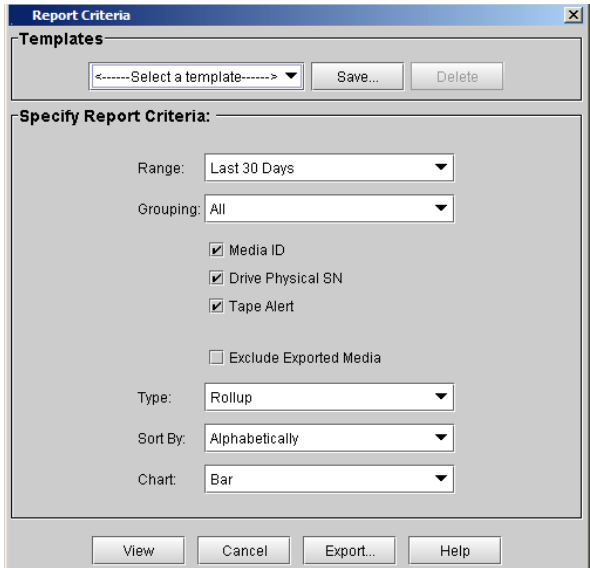 Report Criteria
Templates
<------Select a template------>
Save...
Delete
Specify Report Criteria:
Range: Last 30 Days
Grouping: All
Media ID
Drive Physical SN
Tape Alert
Exclude Exported Media
Type: Rollup
Sort By: Alphabetically
Chart: Bar
View Cancel Export... Help